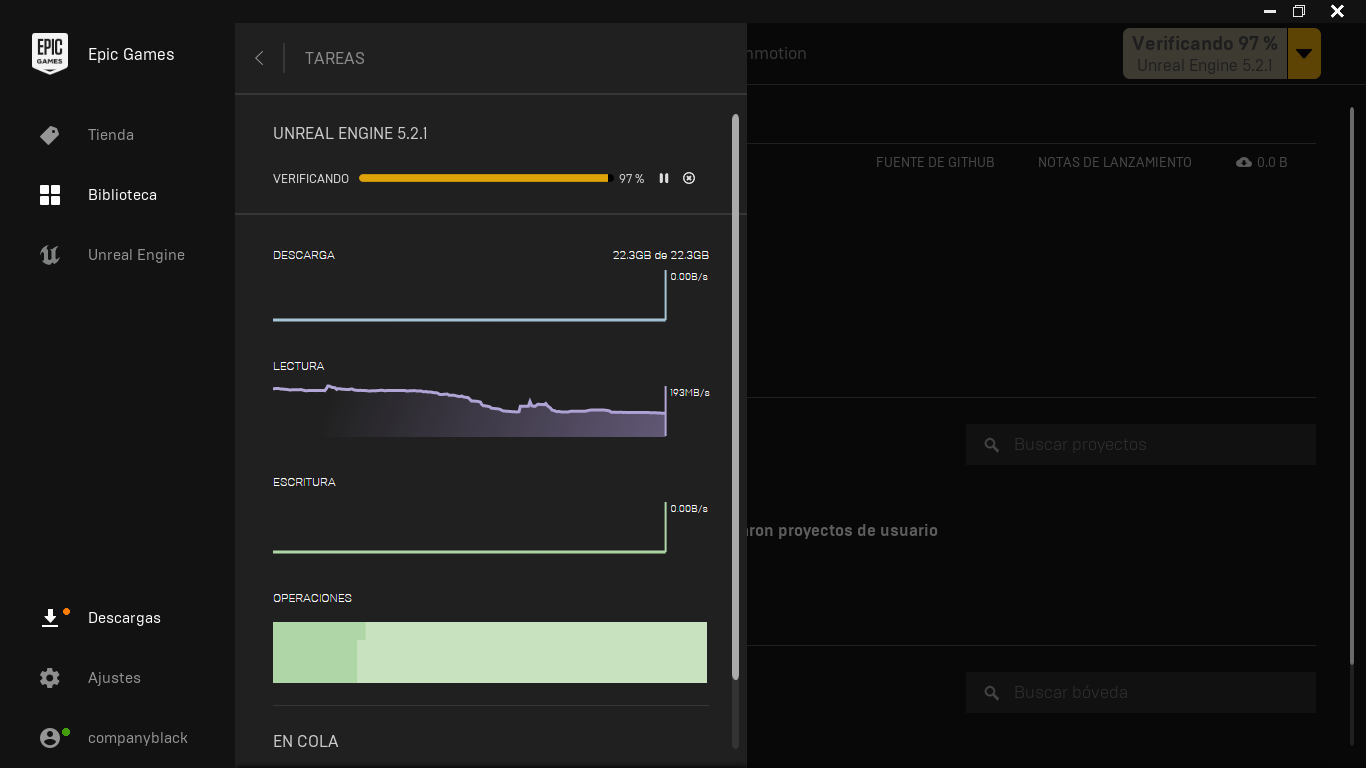 EPIC
GAMES
Epic Games
Tienda
Biblioteca
Unreal Engine
Descargas
Ajustes
companyblack
TAREAS
UNREAL ENGINE 5.2.1
VERIFICANDO 97 %
DESCARGA 22.3GB de 22.3GB
0.00B/s
LECTURA
193MB/s
ESCRITURA
0.00B/s
OPERACIONES
EN COLA
Verificando 97 %
Unreal Engine 5.2.1
FUENTE DE GITHUB NOTAS DE LANZAMIENTO 0.0 B
Buscar proyectos
proyectos de usuario
Buscar bóveda